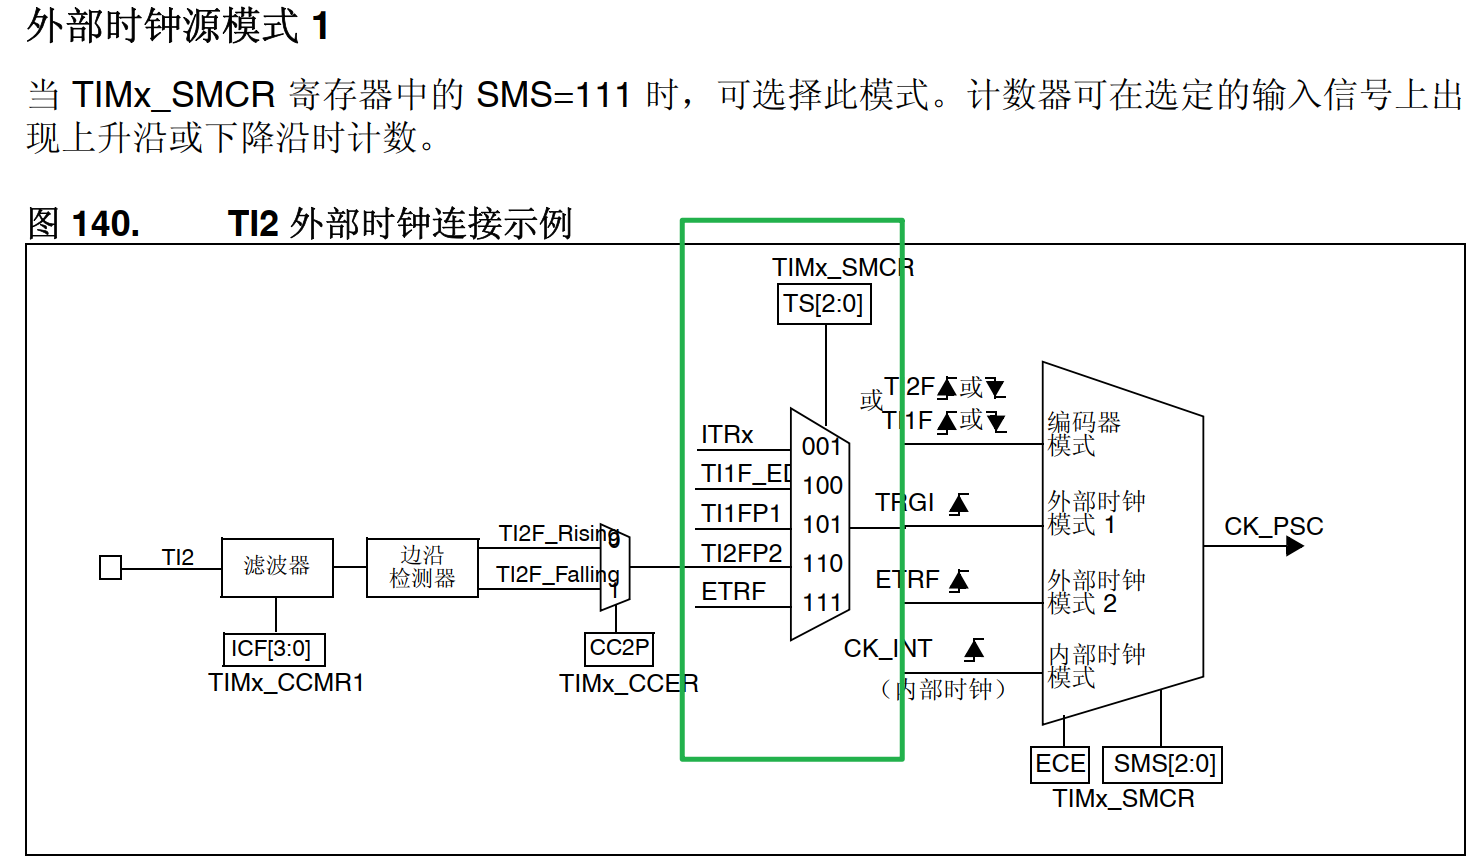 外部时钟源模式 1
当 TIMx_SMCR 寄存器中的 SMS=111 时，可选择此模式。计数器可在选定的输入信号上出
现上升沿或下降沿时计数。
图 140. TI2 外部时钟连接示例
TIMx_SMCR
TS[2:0]
或
TI2F 或
TI1F 或
编码器
模式
ITRx
001
TI1F_ED
100
TI1FP1
101
TI2FP2
110
ETRF
111
TRGI
外部时钟
模式 1
CK_PSC
ETRF
外部时钟
模式 2
CK_INT
（内部时钟）
内部时钟
模式
TI2
滤波器
边沿
检测器
TI2F_Rising
0
TI2F_Falling
1
ICF[3:0]
TIMx_CCMR1
CC2P
TIMx_CCER
ECE
SMS[2:0]
TIMx_SMCR